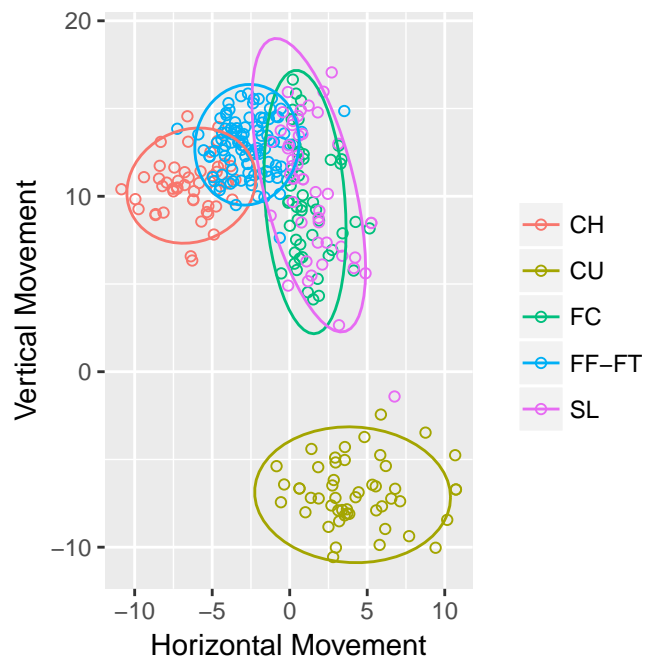 20
10
0
−10
Vertical Movement
−10 −5 0 5 10
Horizontal Movement
CH
CU
FC
FF−FT
SL